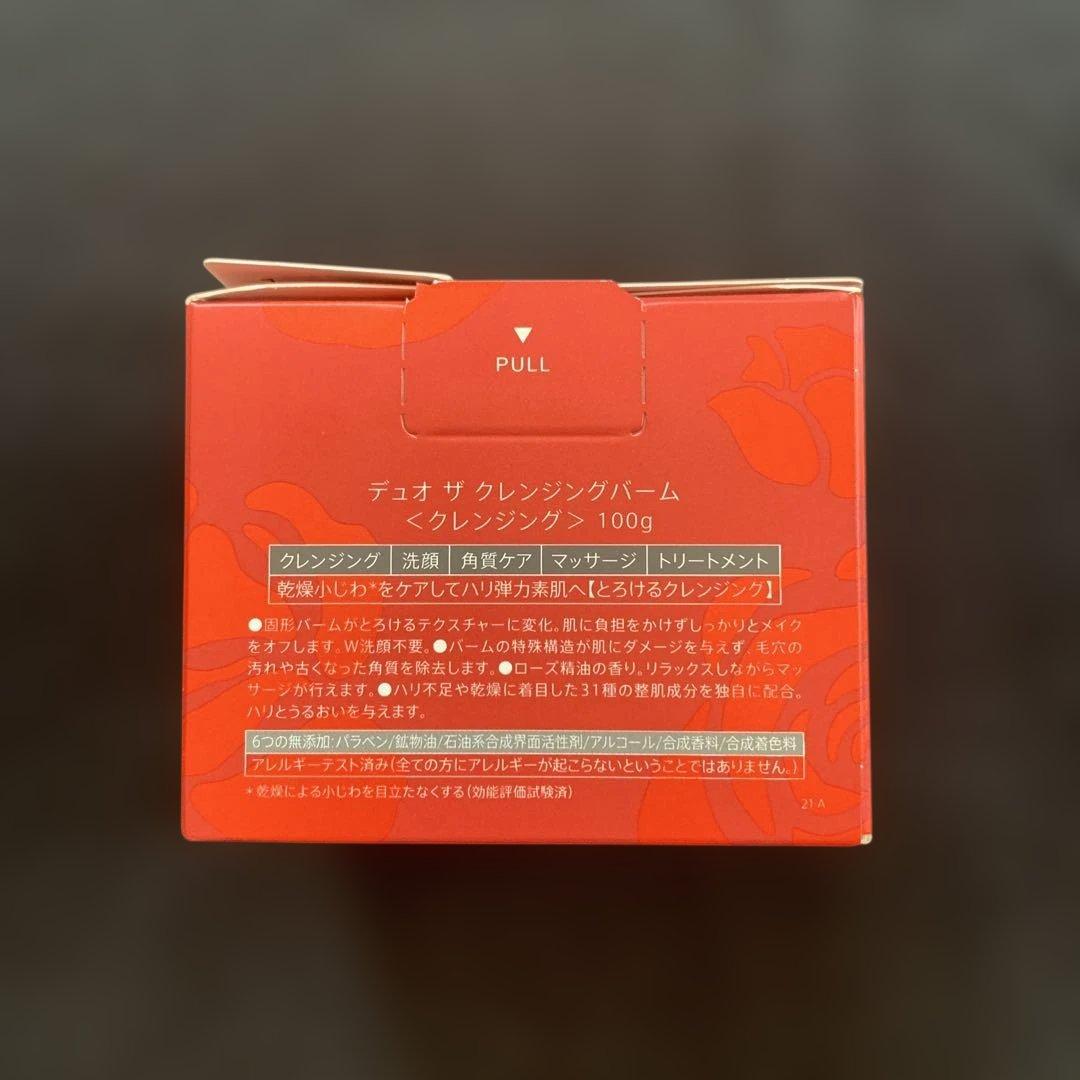 ▼
PULL
デュオ ザ クレンジングバーム
＜クレンジング＞ 100g
クレンジング 洗顔 角質ケア マッサージ トリートメント
乾燥小じわ*をケアしてハリ弾力素肌へ【とろけるクレンジング】
●固形バームがとろけるテクスチャーに変化。肌に負担をかけずしっかりとメイク
をオフします。W洗顔不要。●バームの特殊構造が肌にダメージを与えず、毛穴の
汚れや古くなった角質を除去します。●ローズ精油の香り。リラックスしながらマッ
サージが行えます。●ハリ不足や乾燥に着目した31種の整肌成分を独自に配合。
ハリとうるおいを与えます。
6つの無添加:パラベン/鉱物油/石油系合成界面活性剤/アルコール/合成香料/合成着色料
アレルギーテスト済み(全ての方にアレルギーが起こらないということではありません。)
*乾燥による小じわを目立たなくする(効能評価試験済)
21-A